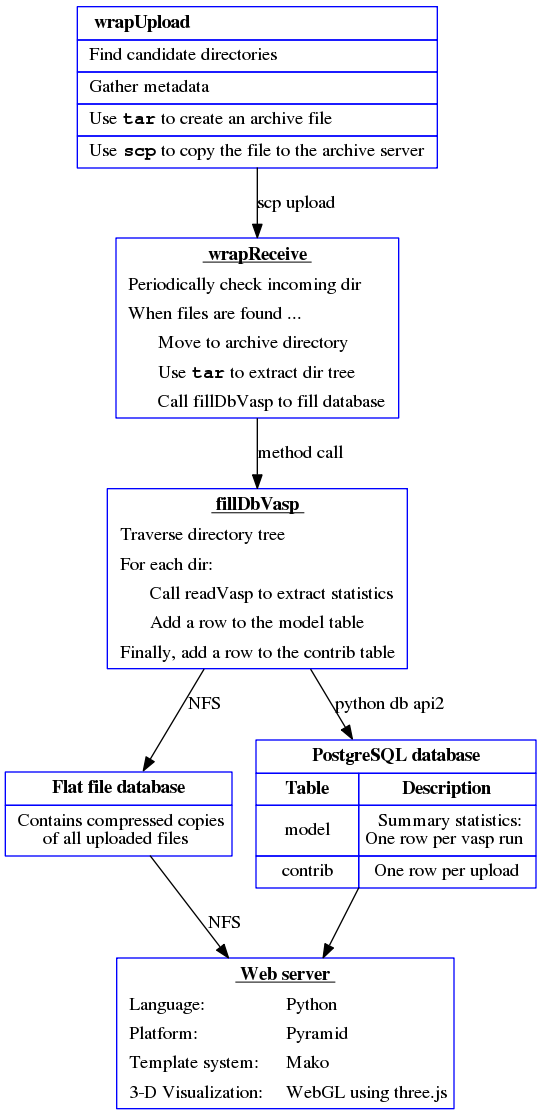 wrapUpload
Find candidate directories
Gather metadata
Use tar to create an archive file
Use scp to copy the file to the archive server
scp upload
wrapReceive
Periodically check incoming dir
When files are found ...
Move to archive directory
Use tar to extract dir tree
Call fillDbVasp to fill database
method call
fillDbVasp
Traverse directory tree
For each dir:
Call readVasp to extract statistics
Add a row to the model table
Finally, add a row to the contrib table
NFS
python db api2
Flat file database
Contains compressed copies
of all uploaded files
PostgreSQL database
Table Description
model Summary statistics:
One row per vasp run
contrib One row per upload
NFS
Web server
Language: Python
Platform: Pyramid
Template system: Mako
3-D Visualization: WebGL using three.js